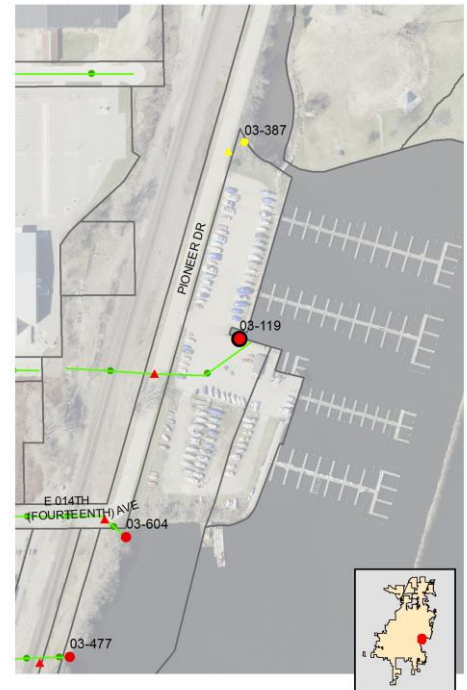 03-387
PIONEER DR
03-119
E 014TH
(FOURTEENTH) AVE
03-604
03-477